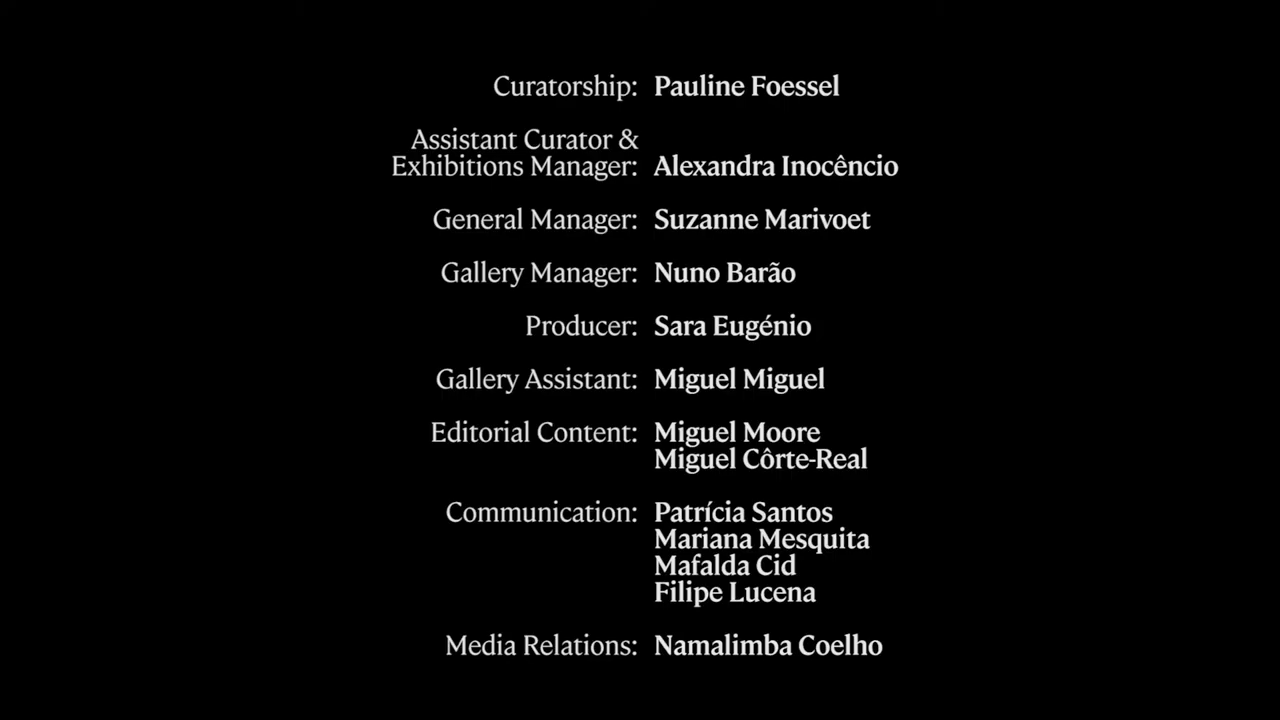 Curatorship: Pauline Foessel
Assistant Curator &
Exhibitions Manager: Alexandra Inocêncio
General Manager: Suzanne Marivoet
Gallery Manager: Nuno Barão
Producer: Sara Eugénio
Gallery Assistant: Miguel Miguel
Editorial Content: Miguel Moore
Miguel Côrte-Real
Communication: Patrícia Santos
Mariana Mesquita
Mafalda Cid
Filipe Lucena
Media Relations: Namalimba Coelho